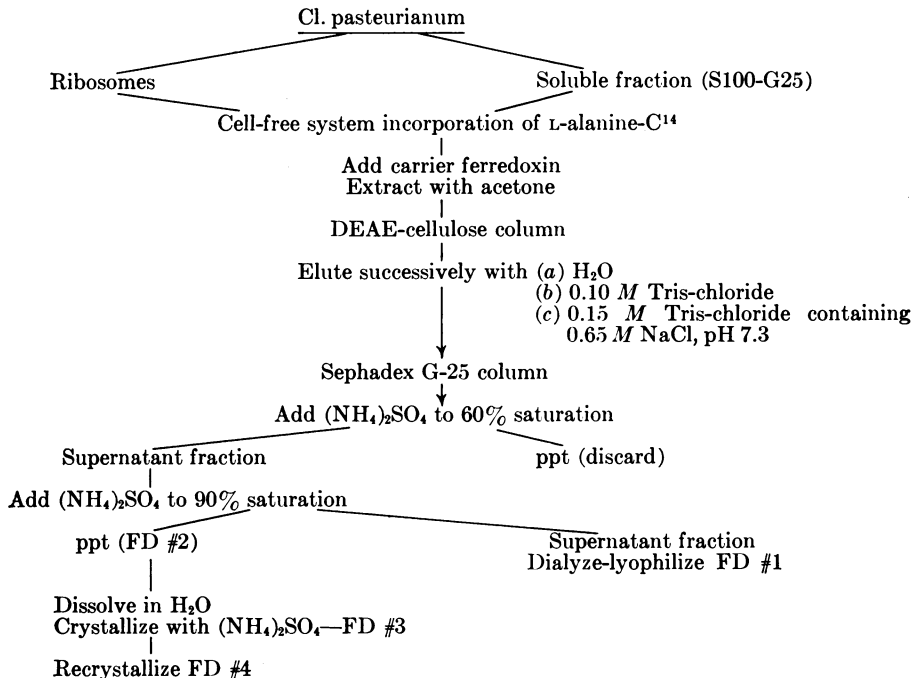 Cl. pasteurianum
Ribosomes
Soluble fraction (S100-G25)
Cell-free system incorporation of L-alanine-C¹⁴
Add carrier ferredoxin
Extract with acetone
DEAE-cellulose column
Elute successively with (a) H₂O
(b) 0.10 M Tris-chloride
(c) 0.15 M Tris-chloride containing
0.65 M NaCl, pH 7.3
Sephadex G-25 column
Add (NH₄)₂SO₄ to 60% saturation
Supernatant fraction
ppt (discard)
Add (NH₄)₂SO₄ to 90% saturation
ppt (FD #2)
Supernatant fraction
Dialyze-lyophilize FD #1
Dissolve in H₂O
Crystallize with (NH₄)₂SO₄—FD #3
Recrystallize FD #4